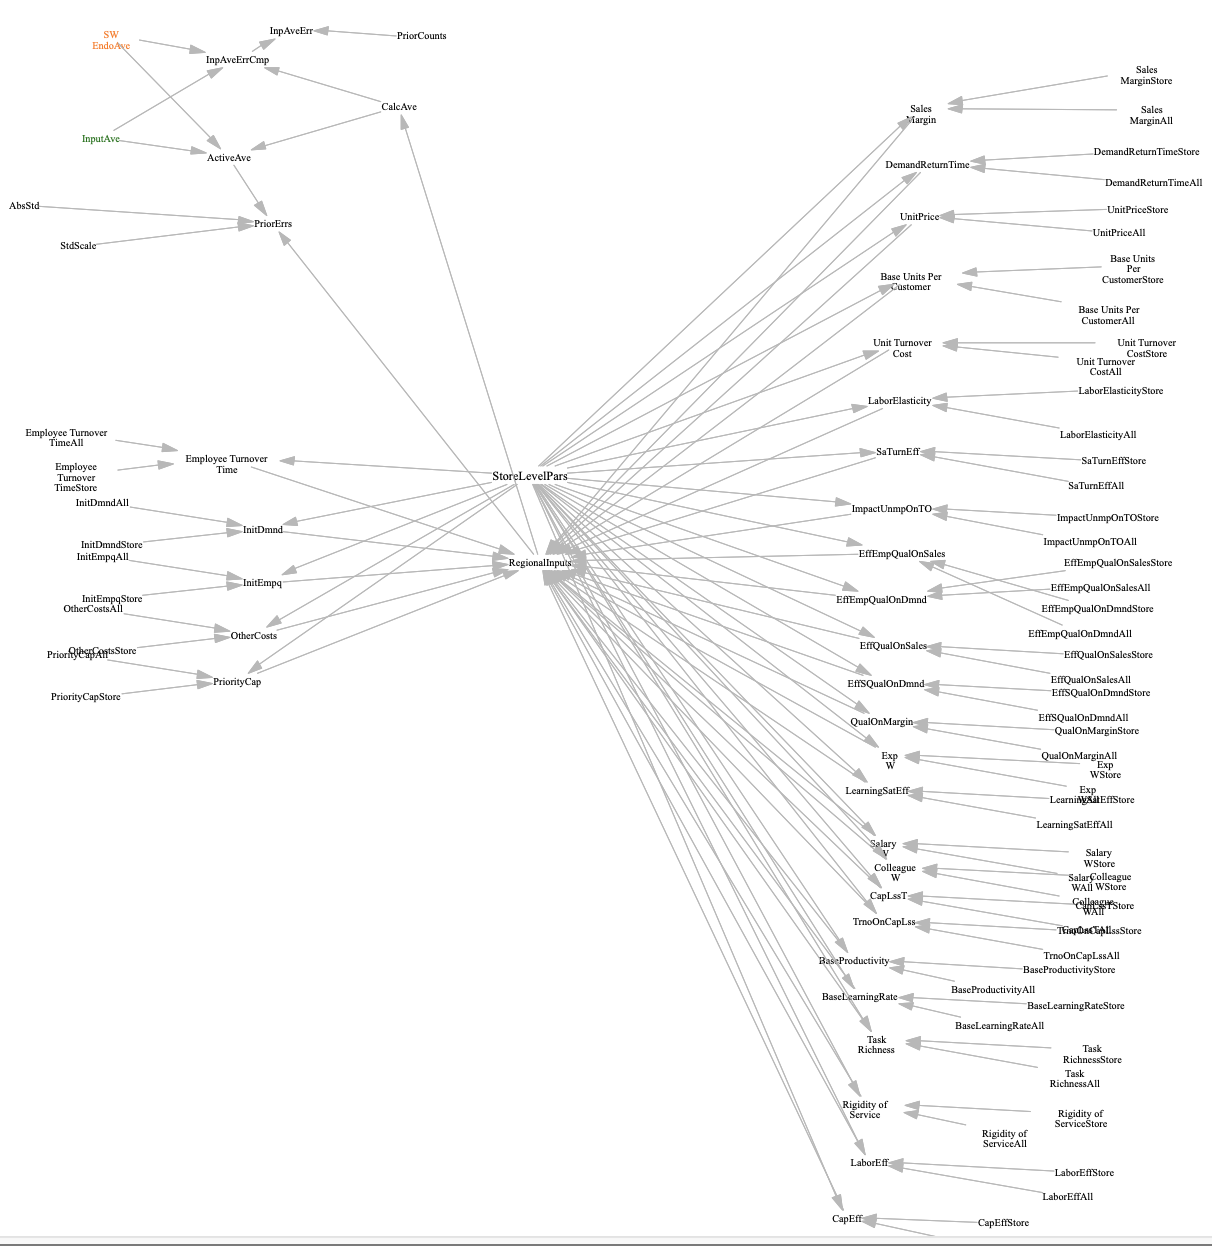 SW
EndoAve
InpAveErr
PriorCounts
InpAveErrCmp
CalcAve
InputAve
ActiveAve
AbsStd
PriorErrs
StdScale
Sales
MarginStore
Sales
Margin
Sales
MarginAll
DemandReturnTimeStore
DemandReturnTime
DemandReturnTimeAll
UnitPriceStore
UnitPrice
UnitPriceAll
Base Units
Per
CustomerStore
Base Units Per
Customer
Base Units Per
CustomerAll
Unit Turnover
Cost
Unit Turnover
CostStore
Unit Turnover
CostAll
LaborElasticityStore
LaborElasticity
LaborElasticityAll
Employee Turnover
TimeAll
Employee Turnover
Time
Employee
Turnover
TimeStore
StoreLevelPars
SaTurnEff
SaTurnEffStore
SaTurnEffAll
InitDmndAll
InitDmnd
InitDmndStore
ImpactUnmpOnTO
ImpactUnmpOnTOStore
ImpactUnmpOnTOAll
InitEmpqAll
InitEmpq
InitEmpqStore
RegionalInputs
EffEmpQualOnSales
EffEmpQualOnSalesStore
EffEmpQualOnSalesAll
EffEmpQualOnDmnd
EffEmpQualOnDmndStore
EffEmpQualOnDmndAll
OtherCostsAll
OtherCosts
OtherCostsStore
PriorityCapAll
PriorityCap
PriorityCapStore
EffQualOnSales
EffQualOnSalesStore
EffQualOnSalesAll
EffSQualOnDmnd
EffSQualOnDmndStore
EffSQualOnDmndAll
QualOnMargin
QualOnMarginStore
QualOnMarginAll
Exp
W
Exp
WStore
Exp
WAll
LearningSatEff
LearningSatEffStore
LearningSatEffAll
Salary
W
Salary
WStore
Salary
WAll
Colleague
W
Colleague
WStore
Colleague
WAll
CapLssT
CapLssTStore
CapLssTAll
TrnoOnCapLss
TrnoOnCapLssStore
TrnoOnCapLssAll
BaseProductivity
BaseProductivityStore
BaseProductivityAll
BaseLearningRate
BaseLearningRateStore
BaseLearningRateAll
Task
Richness
Task
RichnessStore
Task
RichnessAll
Rigidity of
Service
Rigidity of
ServiceStore
Rigidity of
ServiceAll
LaborEff
LaborEffStore
LaborEffAll
CapEff
CapEffStore